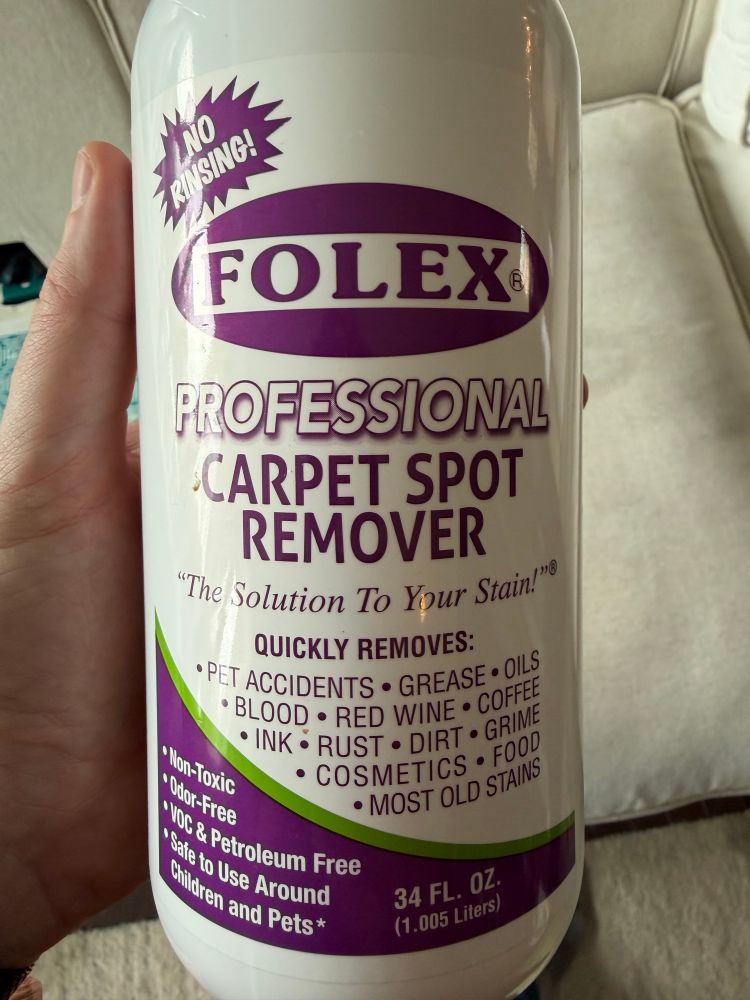 NO
RINSING!
FOLEX®
PROFESSIONAL
CARPET SPOT
REMOVER
“The Solution To Your Stain!”®
QUICKLY REMOVES:
• PET ACCIDENTS • GREASE • OILS
• BLOOD • RED WINE • COFFEE
• INK • RUST • DIRT • GRIME
• COSMETICS • FOOD
• MOST OLD STAINS
• Non-Toxic
• Odor-Free
• VOC & Petroleum Free
• Safe to Use Around
Children and Pets*
34 FL. OZ.
(1.005 Liters)